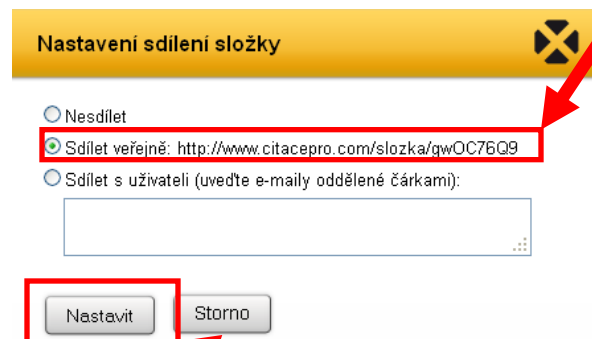 Nastavení sdílení složky
Nesdílet
Sdílet veřejně: http://www.citacepro.com/slozka/gwOC76Q9
Sdílet s uživateli (uveďte e-maily oddělené čárkami):
Nastavit Storno